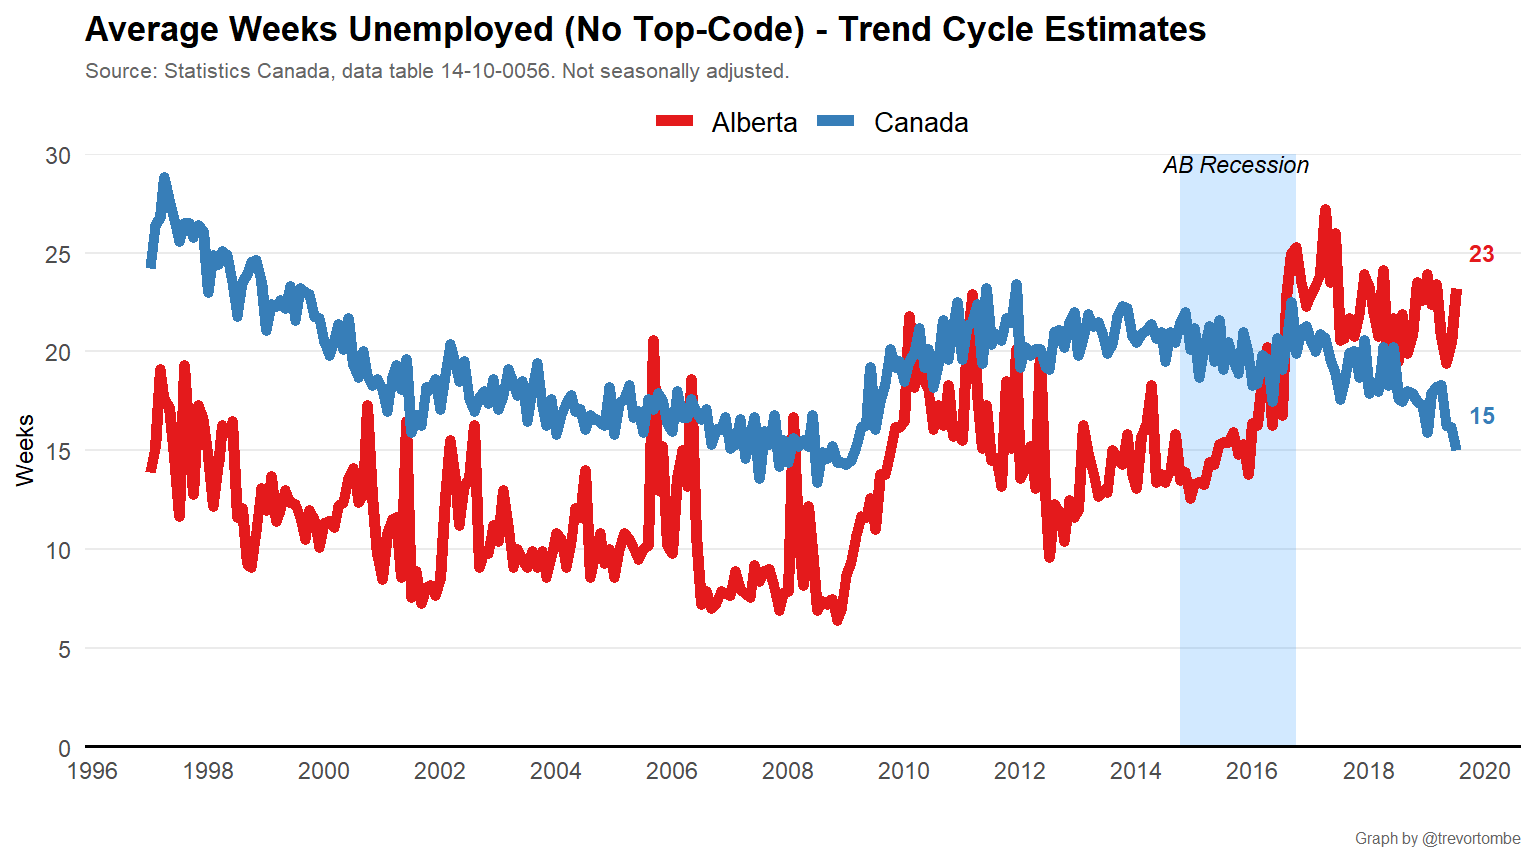 Average Weeks Unemployed (No Top-Code) - Trend Cycle Estimates
Source: Statistics Canada, data table 14-10-0056. Not seasonally adjusted.
Alberta Canada
AB Recession
Weeks
30
25
20
15
10
5
0
23
15
1996 1998 2000 2002 2004 2006 2008 2010 2012 2014 2016 2018 2020
Graph by @trevortombe